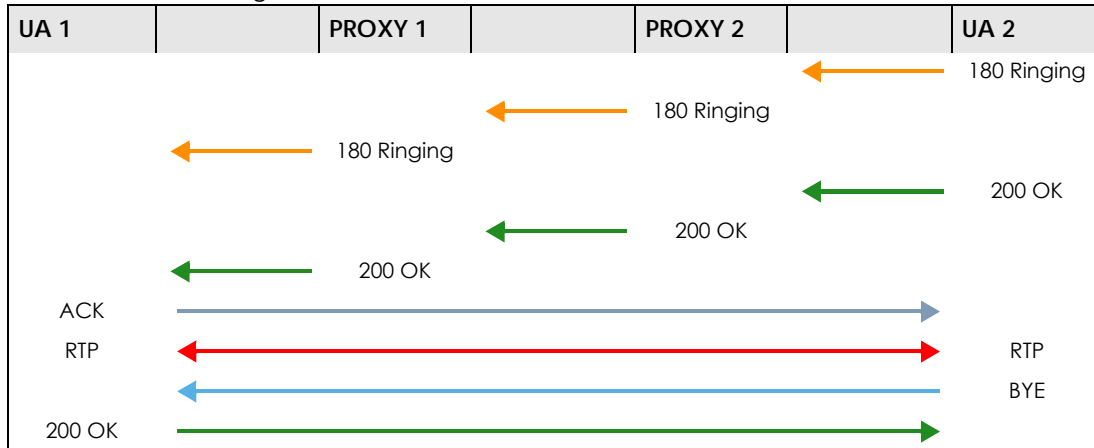 UA 1 PROXY 1 PROXY 2 UA 2
180 Ringing
180 Ringing
180 Ringing
200 OK
200 OK
200 OK
ACK
RTP RTP
BYE
200 OK